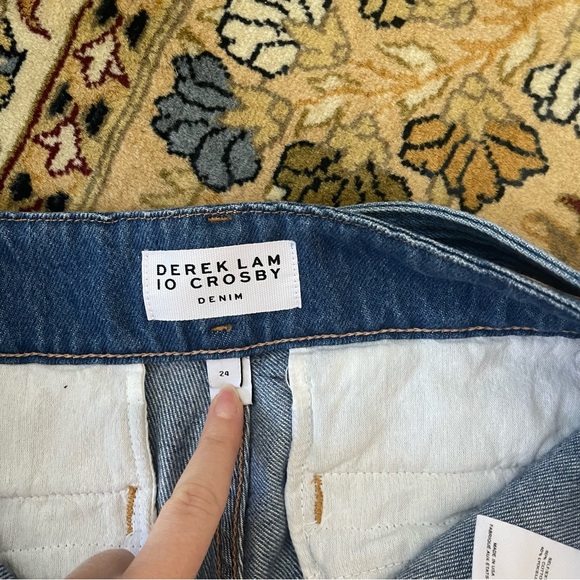 DEREK LAM
10 CROSBY
DENIM
24
MADE IN USA